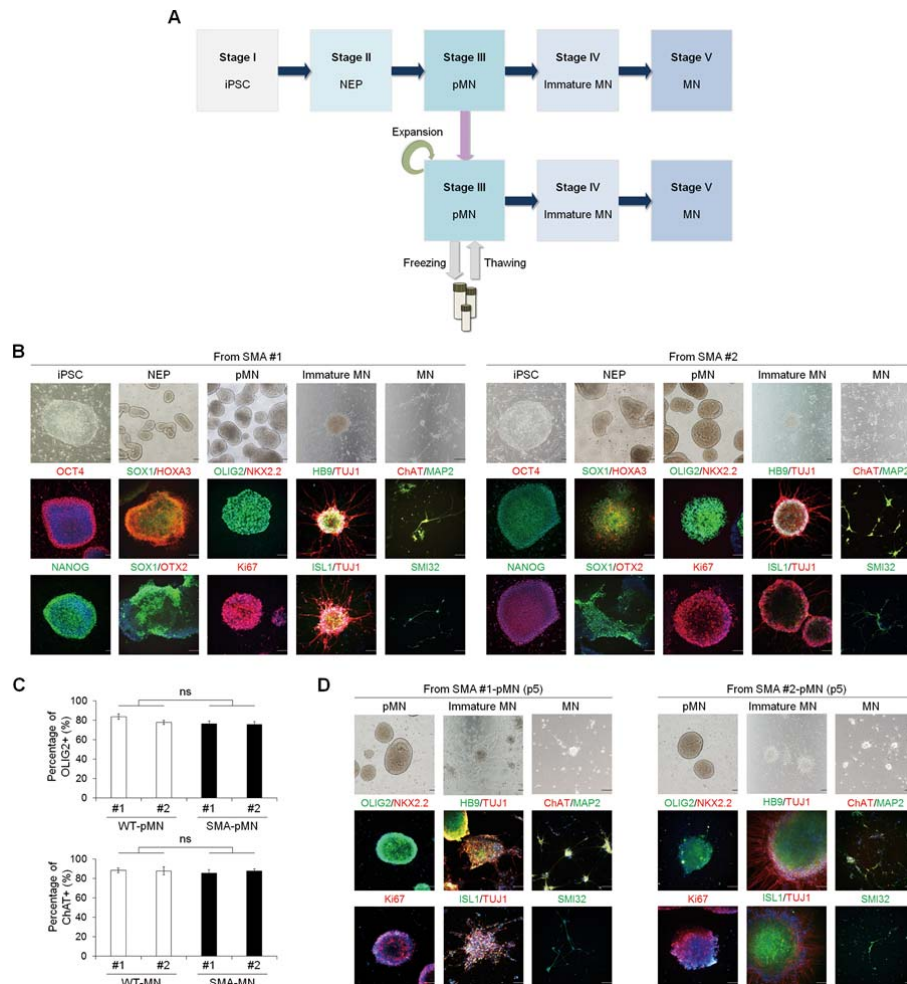 A
Stage I
iPSC
Stage II
NEP
Stage III
pMN
Stage IV
Immature MN
Stage V
MN
Expansion
Stage III
pMN
Stage IV
Immature MN
Stage V
MN
Freezing
Thawing
B
From SMA #1
iPSC NEP pMN Immature MN MN
OCT4 SOX1/HOXA3 OLIG2/NKX2.2 HB9/TUJ1 ChAT/MAP2
NANOG SOX1/OTX2 Ki67 ISL1/TUJ1 SMI32
From SMA #2
iPSC NEP pMN Immature MN MN
OCT4 SOX1/HOXA3 OLIG2/NKX2.2 HB9/TUJ1 ChAT/MAP2
NANOG SOX1/OTX2 Ki67 ISL1/TUJ1 SMI32
C
Percentage of
OLIG2+ (%)
100
80
60
40
20
0
ns
#1 #2 #1 #2
WT-pMN SMA-pMN
Percentage of
ChAT+ (%)
100
80
60
40
20
0
ns
#1 #2 #1 #2
WT-MN SMA-MN
D
From SMA #1-pMN (p5)
pMN Immature MN MN
OLIG2/NKX2.2 HB9/TUJ1 ChAT/MAP2
Ki67 ISL1/TUJ1 SMI32
From SMA #2-pMN (p5)
pMN Immature MN MN
OLIG2/NKX2.2 HB9/TUJ1 ChAT/MAP2
Ki67 ISL1/TUJ1 SMI32